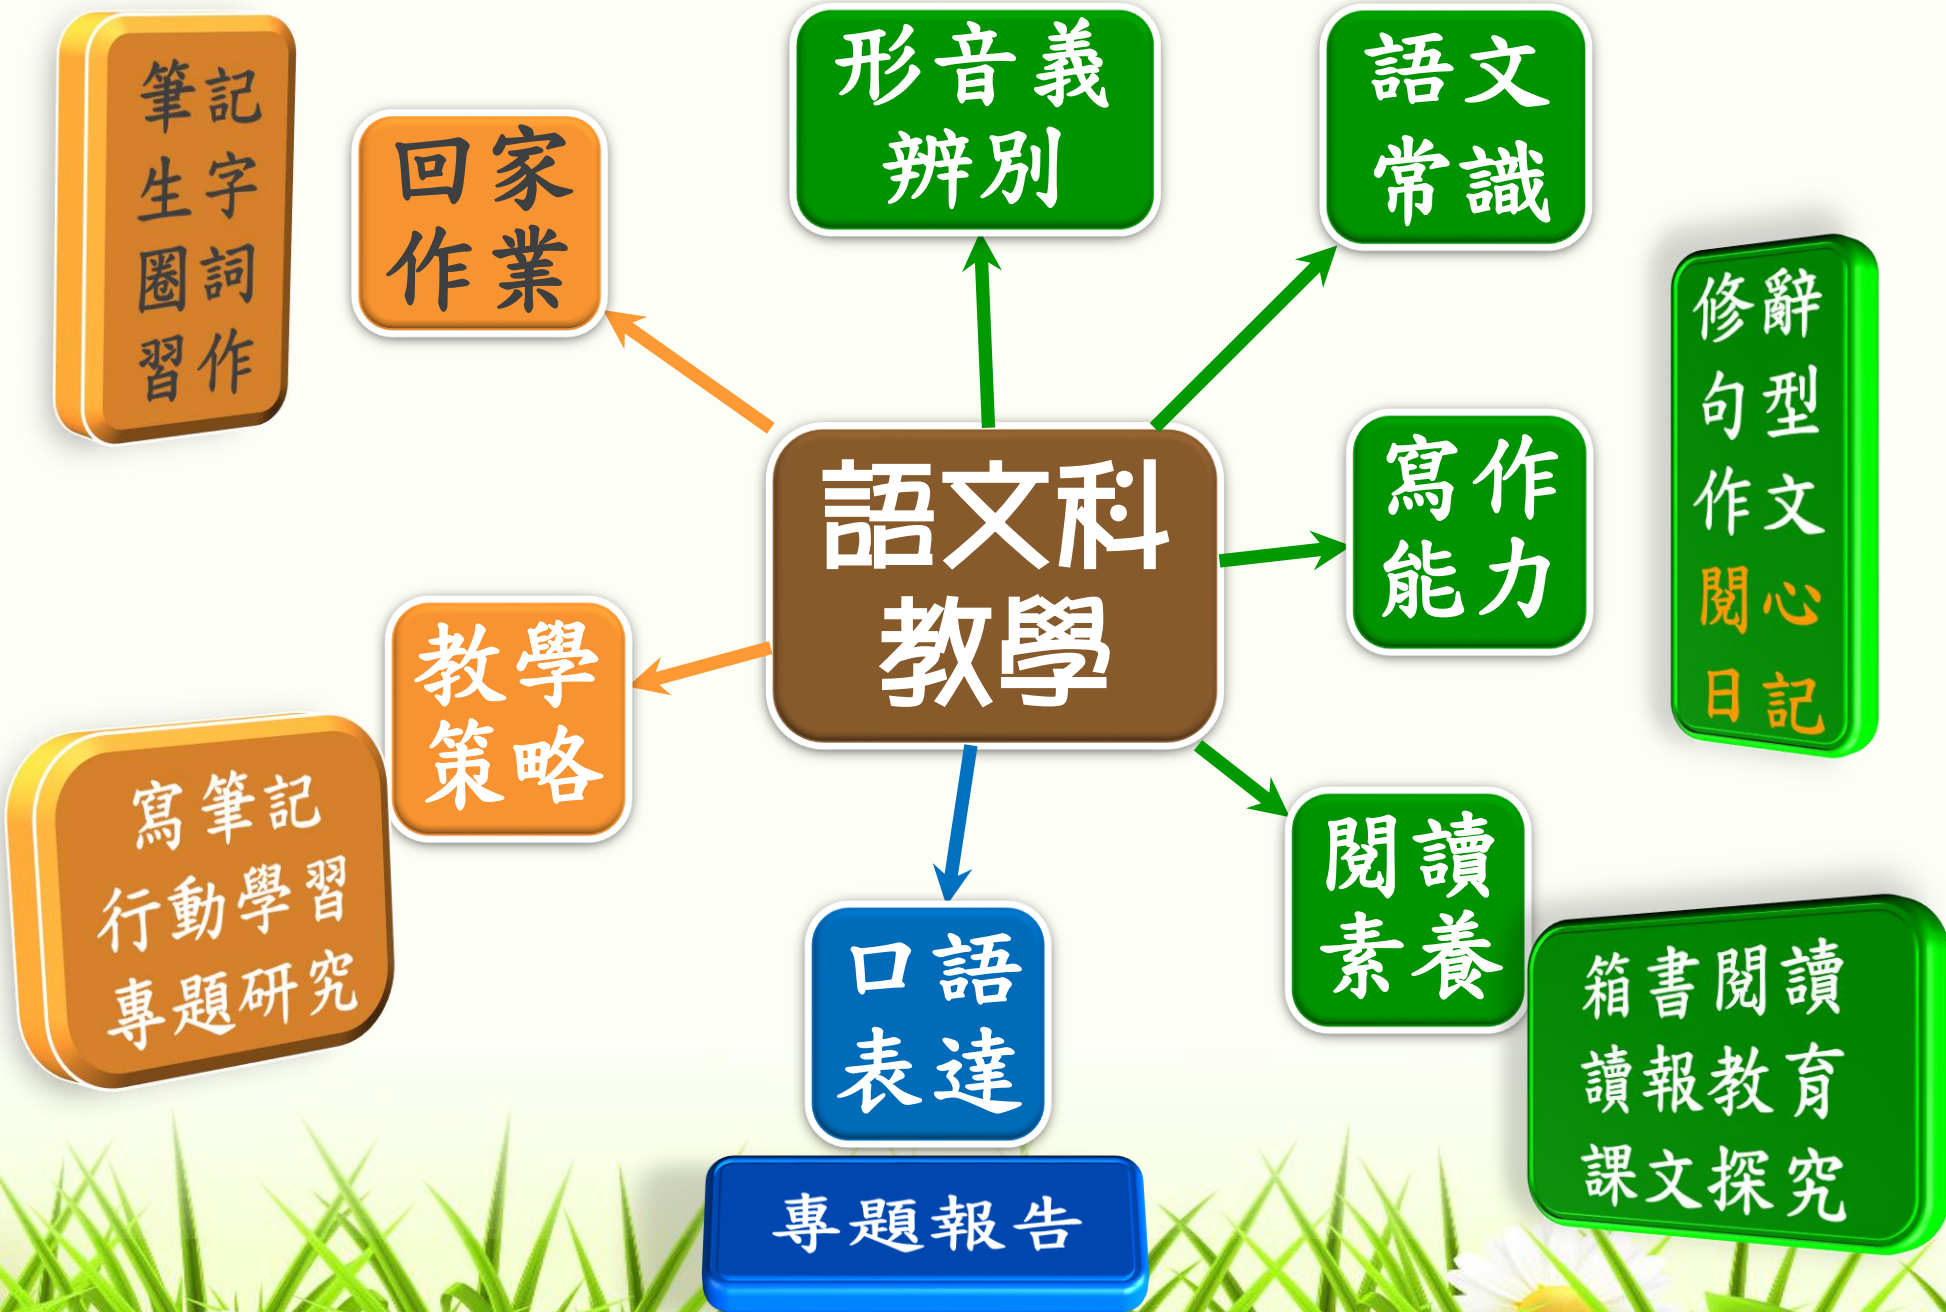 筆記
生字
圈詞
習作
回家
作業
形音義
辨別
語文
常識
修辭
句型
作文
閱心
日記
語文科
教學
寫作
能力
教學
策略
寫筆記
行動學習
專題研究
口語
表達
專題報告
閱讀
素養
箱書閱讀
讀報教育
課文探究